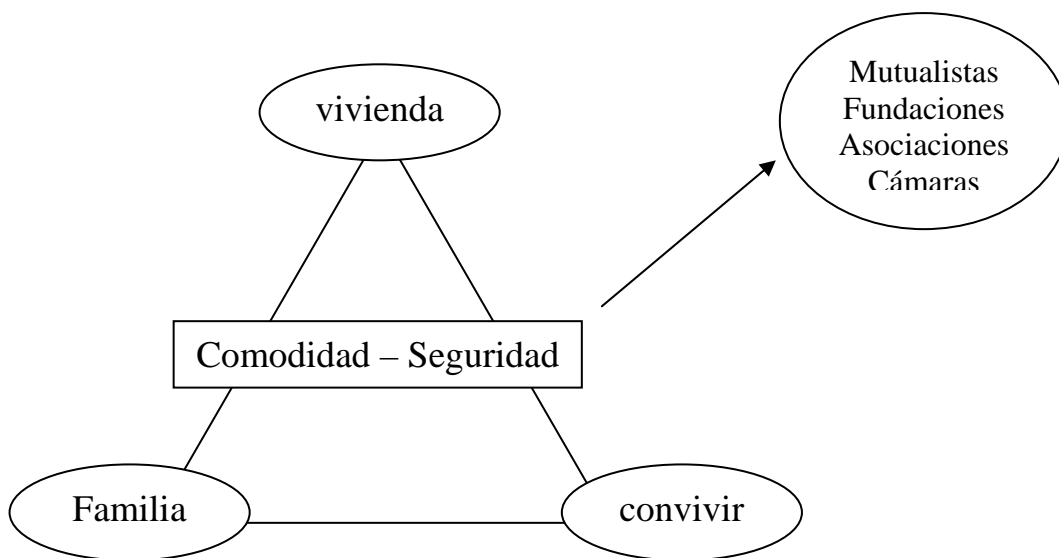 vivienda
Mutualistas
Fundaciones
Asociaciones
Cámaras
Comodidad – Seguridad
Familia
convivir